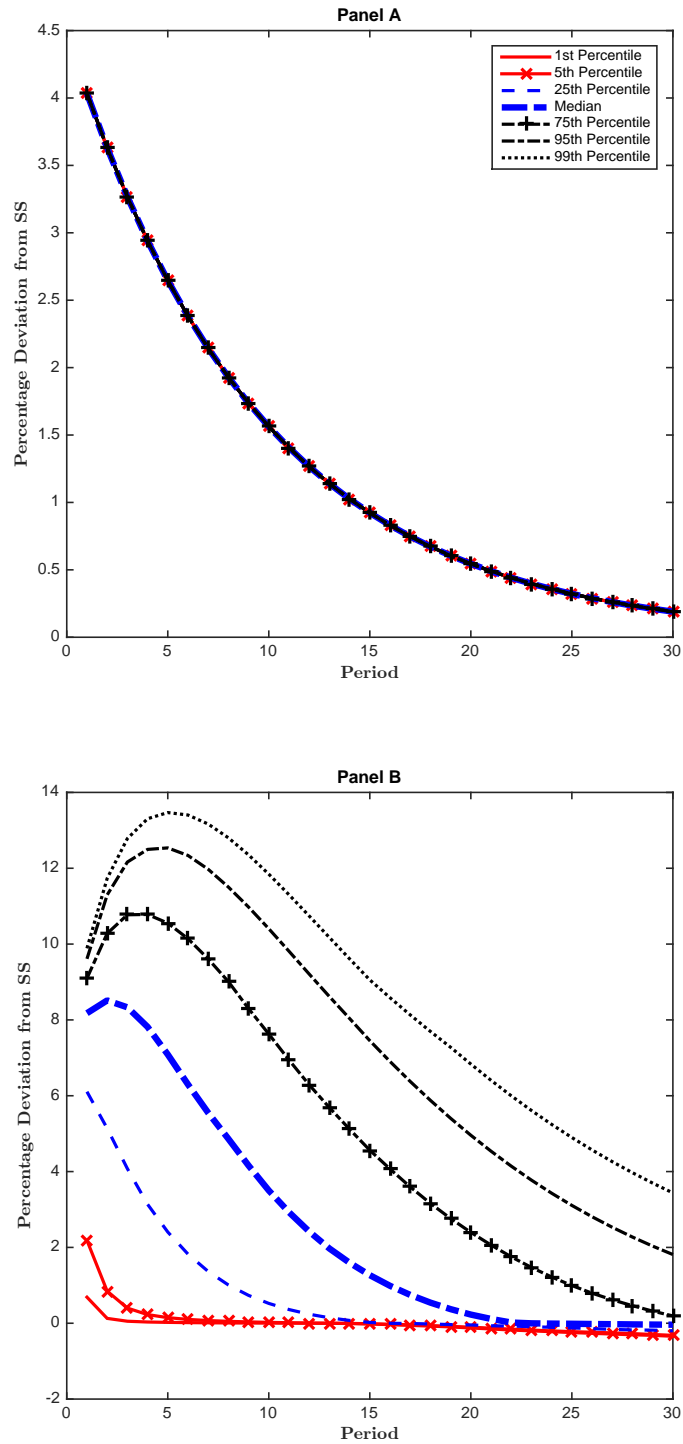 Panel A
4.5
4
3.5
3
2.5
2
1.5
1
0.5
0
Percentage Deviation from SS
1st Percentile
5th Percentile
25th Percentile
Median
75th Percentile
95th Percentile
99th Percentile
0 5 10 15 20 25 30
Period
Panel B
14
12
10
8
6
4
2
0
-2
Percentage Deviation from SS
0 5 10 15 20 25 30
Period